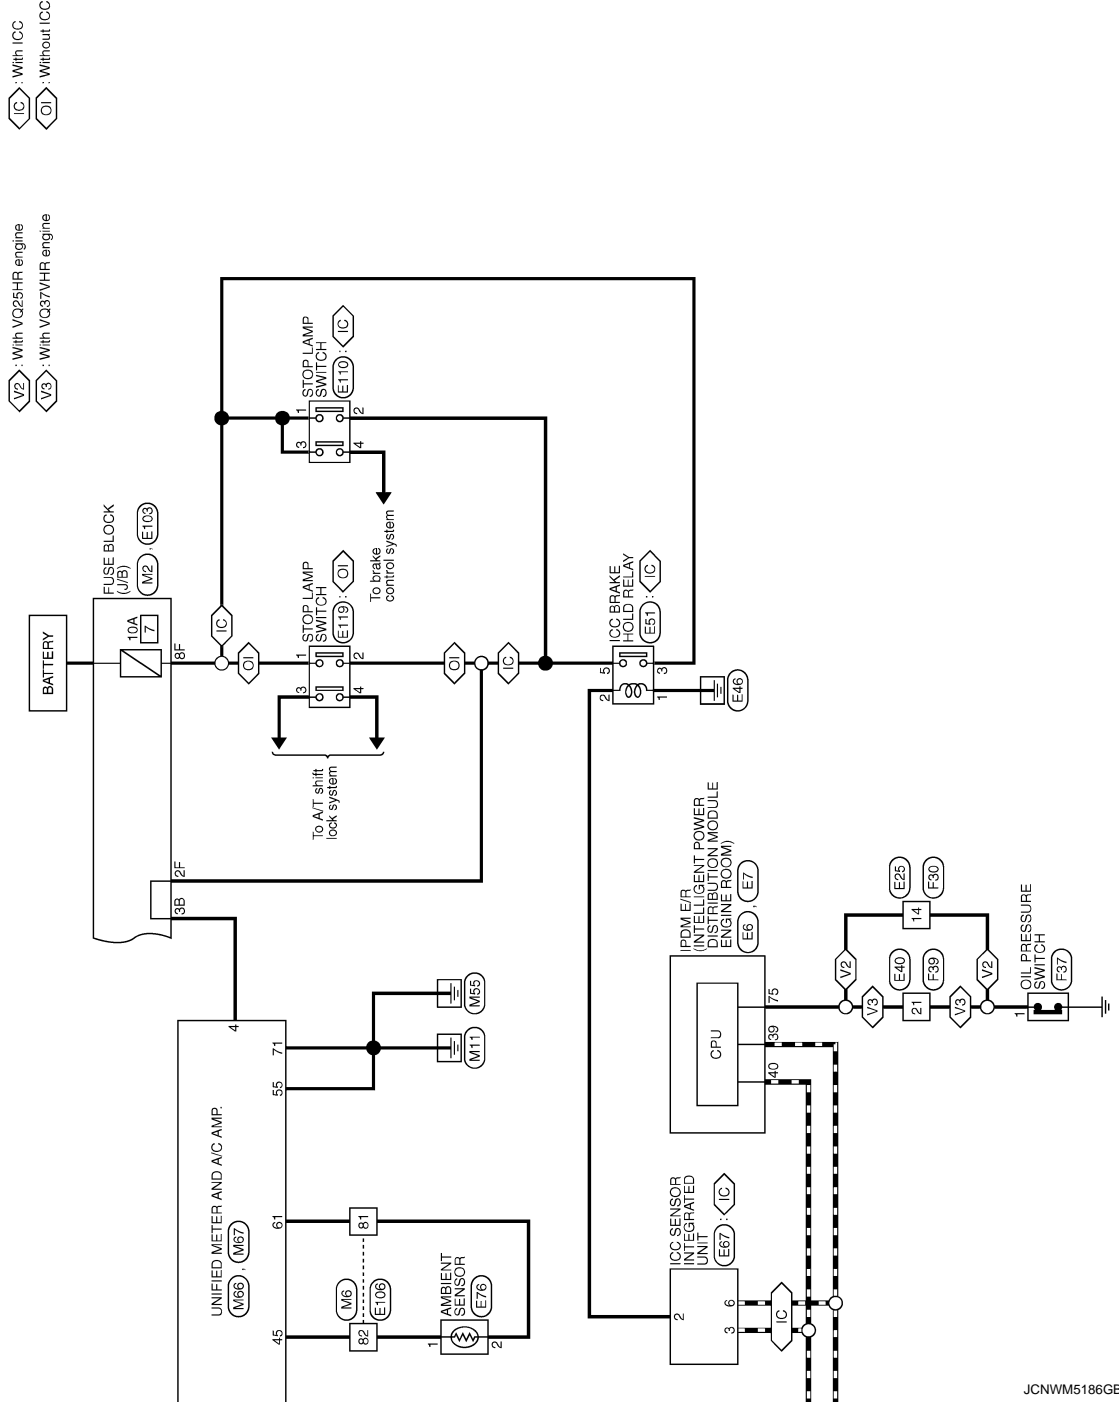 IC : With ICC
OI : Without ICC
V2 : With VQ25HR engine
V3 : With VQ37VHR engine
BATTERY
FUSE BLOCK
(J/B)
M2 , E103
10A
7
8F
2F
3B
IC
OI
STOP LAMP
SWITCH
E110 : IC
1
2
3
4
To brake
control system
STOP LAMP
SWITCH
E119 : OI
1
2
3
4
To A/T shift
lock system
OI
IC
ICC BRAKE
HOLD RELAY
E51 : IC
5
3
2
1
E46
4
71
55
M55
M11
UNIFIED METER AND A/C AMP.
M66 , M67
61
45
81
82
M6
E106
AMBIENT
SENSOR
E76
1
2
IPDM E/R
(INTELLIGENT POWER
DISTRIBUTION MODULE
ENGINE ROOM)
E6 , E7
CPU
75
39
40
V2
V3
E25
F30
14
E40
F39
21
V2
V3
OIL PRESSURE
SWITCH
F37
1
ICC SENSOR
INTEGRATED
UNIT
E67 : IC
2
6
3
IC
JCNWM5186GB